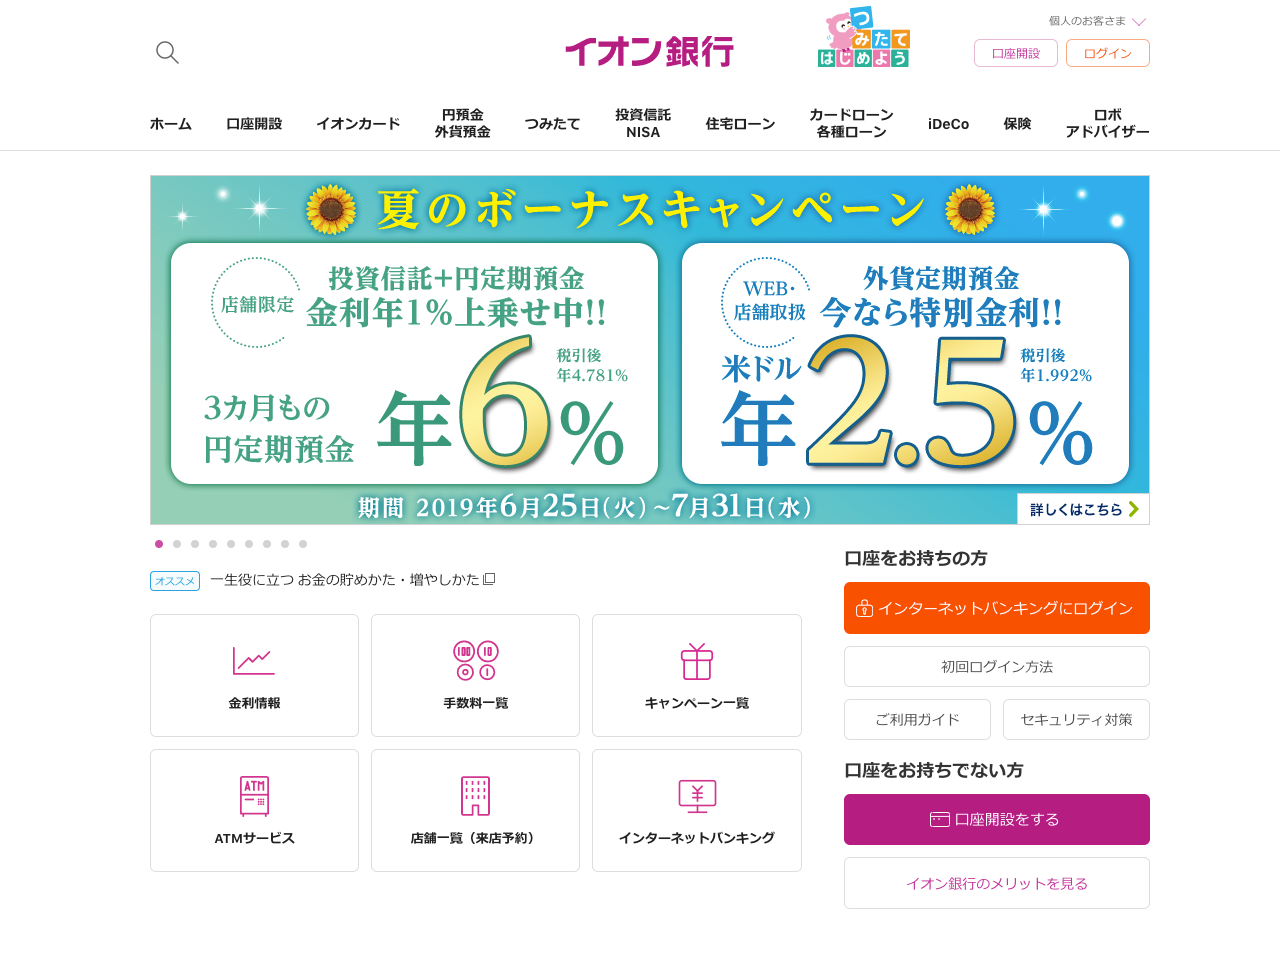 イオン銀行
つみたて
はじめよう
個人のお客さま
口座開設
ログイン
ホーム
口座開設
イオンカード
円預金
外貨預金
つみたて
投資信託
NISA
住宅ローン
カードローン
各種ローン
iDeCo
保険
ロボ
アドバイザー
夏のボーナスキャンペーン
店舗限定
投資信託+円定期預金
金利年1%上乗せ中!!
3カ月もの
円定期預金
年6%
税引後
年4.781%
WEB・
店舗取扱
外貨定期預金
今なら特別金利!!
米ドル
年2.5%
税引後
年1.992%
期間 2019年6月25日(火)~7月31日(水)
詳しくはこちら
オススメ
一生役に立つ お金の貯めかた・増やしかた
金利情報
100 10
0 1
手数料一覧
キャンペーン一覧
ATM
ATMサービス
店舗一覧（来店予約）
¥
インターネットバンキング
口座をお持ちの方
インターネットバンキングにログイン
初回ログイン方法
ご利用ガイド
セキュリティ対策
口座をお持ちでない方
口座開設をする
イオン銀行のメリットを見る